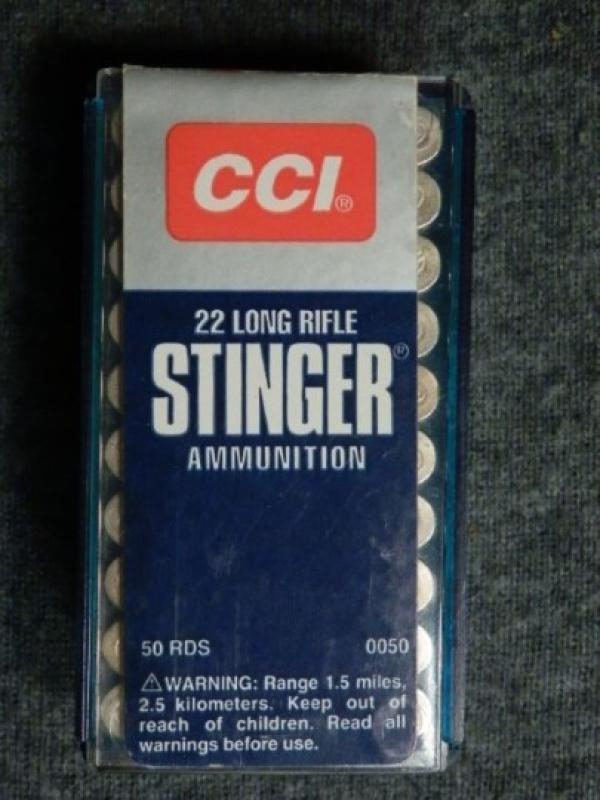 CCI®
22 LONG RIFLE
STINGER®
AMMUNITION
50 RDS 0050
⚠WARNING: Range 1.5 miles,
2.5 kilometers. Keep out of
reach of children. Read all
warnings before use.